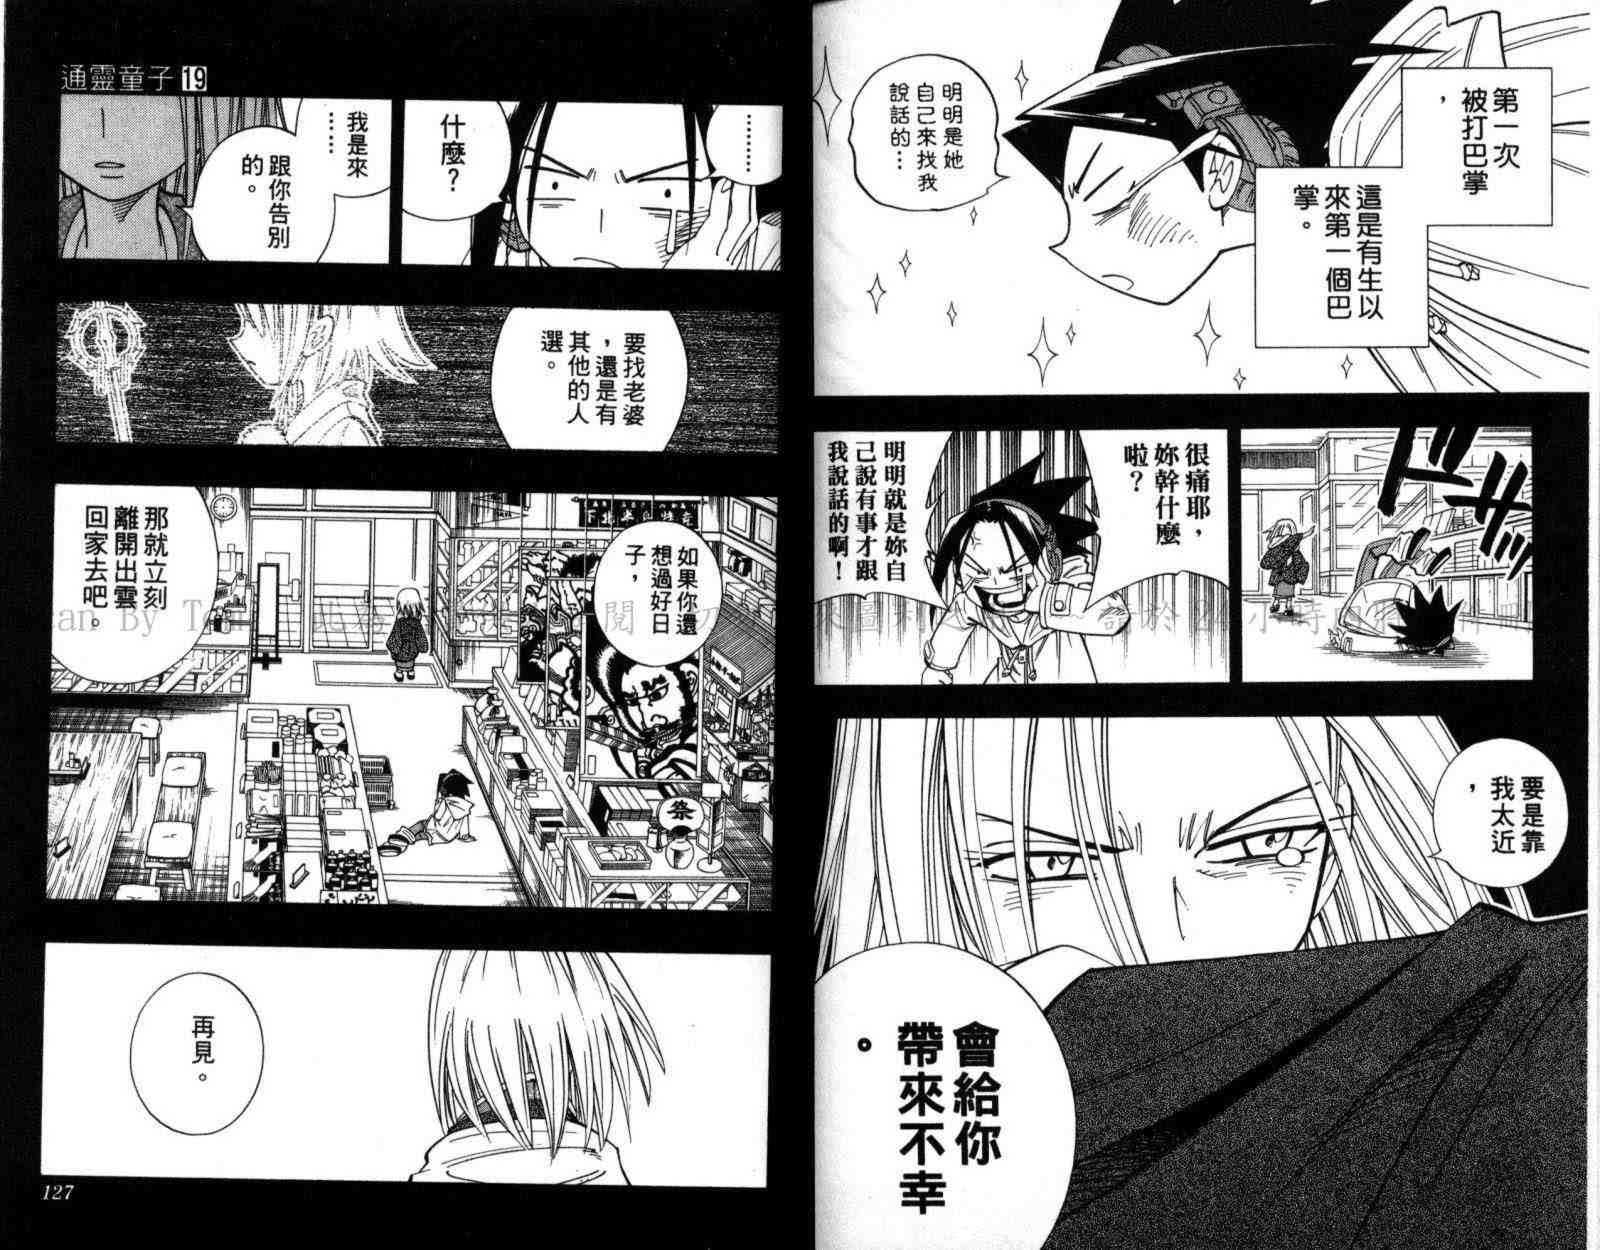 第一次
被打巴掌
，
這是有生以
來第一個巴
掌。
明明是她
自己來找我
說話的…
ドドッ
很痛耶，
妳幹什麼
啦？
明明就是妳自
己說有事才跟
我說話的啊！
要是靠
我太近
，
會給你
帶來不幸
。
通靈童子 19
………
什麼？
我是來
……
跟你告別
的。
要找老婆
，還是有
其他的人
選。
如果你還
想過好日
子，
那就立刻
離開出雲
回家去吧。
祭
再見。
127